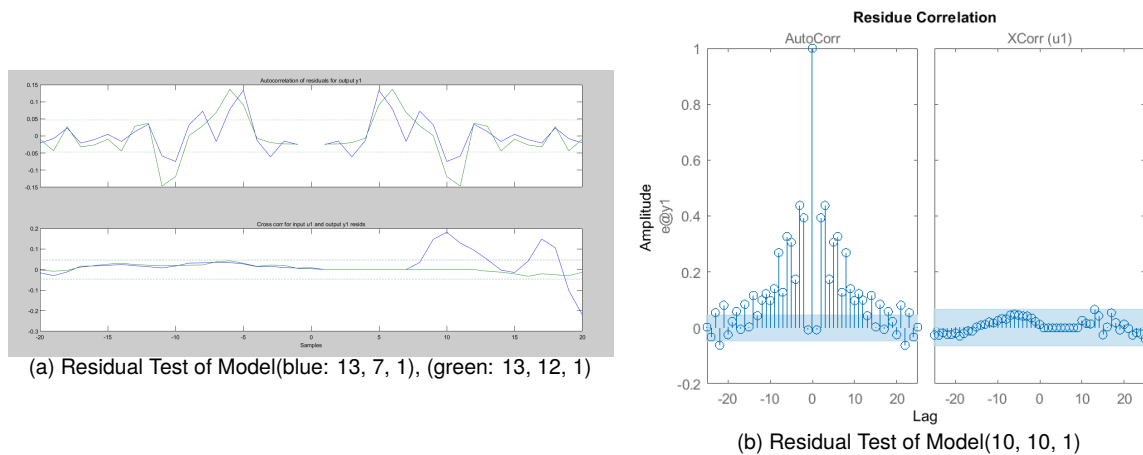 Autocorrelation of residuals for output y1
0.15
0.1
0.05
0
-0.05
-0.1
-0.15
-20 -15 -10 -5 0 5 10 15 20
Cross corr for input u1 and output y1 resids
0.2
0.1
0
-0.1
-0.2
-0.3
-20 -15 -10 -5 0 5 10 15 20
Samples
(a) Residual Test of Model(blue: 13, 7, 1), (green: 13, 12, 1)
Residue Correlation
AutoCorr
XCorr (u1)
Amplitude
e@y1
1
0.8
0.6
0.4
0.2
0
-0.2
-20 -10 0 10 20
-20 -10 0 10 20
Lag
(b) Residual Test of Model(10, 10, 1)